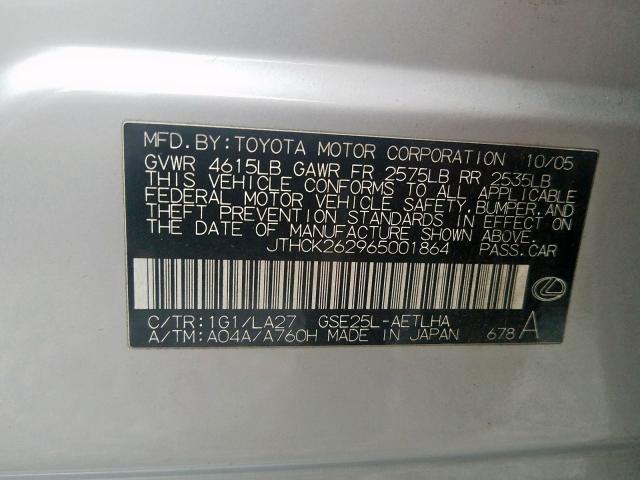 MFD.BY:TOYOTA MOTOR CORPORATION 10/05
GVWR 4615LB GAWR FR 2575LB RR 2535LB
THIS VEHICLE CONFORMS TO ALL APPLICABLE
FEDERAL MOTOR VEHICLE SAFETY,BUMPER,AND
THEFT PREVENTION STANDARDS IN EFFECT ON
THE DATE OF MANUFACTURE SHOWN ABOVE.
JTHCK262965001864 PASS.CAR
C/TR:1G1/LA27 GSE25L-AETLHA
A/TM:A04A/A760H MADE IN JAPAN 678 A